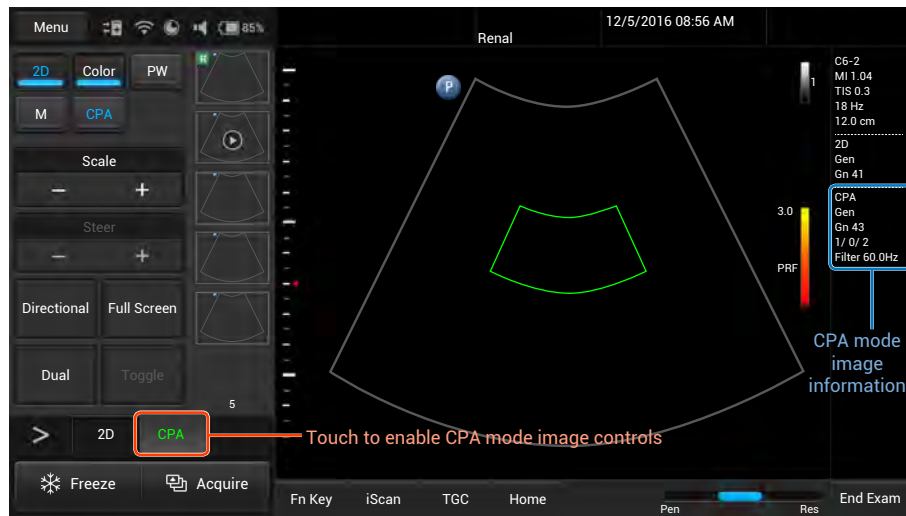 Menu
85%
Renal
12/5/2016 08:56 AM
2D
Color
PW
M
CPA
Scale
−
+
Steer
−
+
Directional
Full Screen
Dual
Toggle
5
>
2D
CPA
Freeze
Acquire
P
1
3.0
PRF
C6-2
MI 1.04
TIS 0.3
18 Hz
12.0 cm
2D
Gen
Gn 41
CPA
Gen
Gn 43
1/ 0/ 2
Filter 60.0Hz
CPA mode
image
information
Touch to enable CPA mode image controls
Fn Key
iScan
TGC
Home
Pen
Res
End Exam